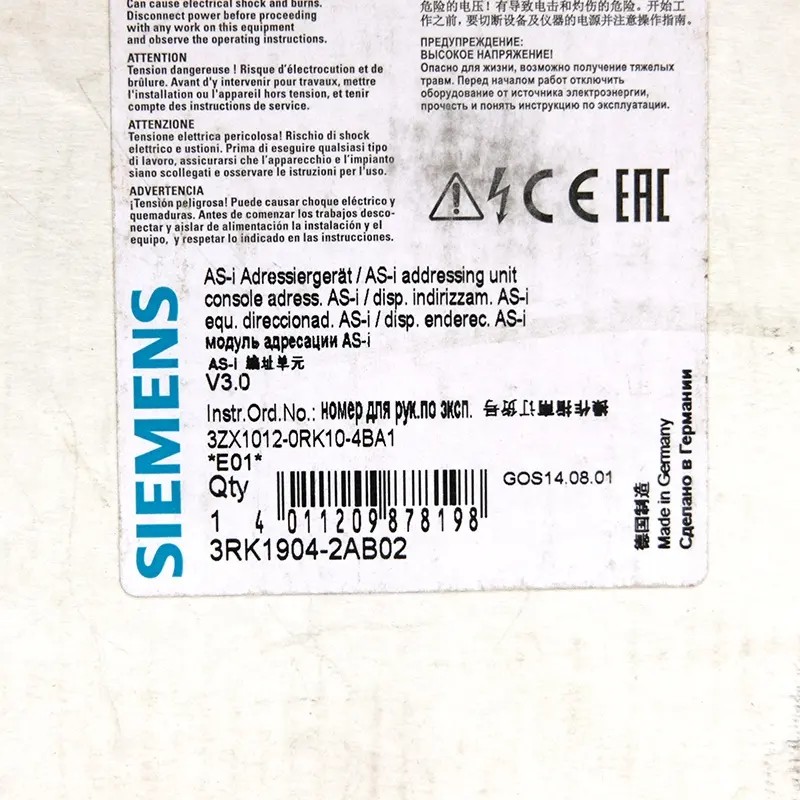 Can cause electrical shock and burns.
Disconnect power before proceeding
with any work on this equipment
and observe the operating instructions.
ATTENTION
Tension dangereuse ! Risque d'électrocution et de
brûlure. Avant d'y intervenir pour travaux, mettre
l'installation ou l'appareil hors tension, et tenir
compte des instructions de service.
ATTENZIONE
Tensione elettrica pericolosa! Rischio di shock
elettrico e ustioni. Prima di eseguire qualsiasi tipo
di lavoro, assicurarsi che l'apparecchio e l'impianto
siano scollegati e osservare le istruzioni per l'uso.
ADVERTENCIA
¡Tensión peligrosa! Puede causar choque eléctrico y
quemaduras. Antes de comenzar los trabajos desco-
nectar y aislar de alimentación la instalación y el
equipo, y respetar lo indicado en las instrucciones.
危险的电压！有导致电击和灼伤的危险。开始工
作之前，要切断设备及仪器的电源并注意操作指南。
ПРЕДУПРЕЖДЕНИЕ:
ВЫСОКОЕ НАПРЯЖЕНИЕ!
Опасно для жизни, возможно получение тяжелых
травм. Перед началом работ отключить
оборудование от источника электроэнергии,
прочесть и понять инструкцию по эксплуатации.
CE EAC
SIEMENS
AS-i Adressiergerät / AS-i addressing unit
console adress. AS-i / disp. indirizzam. AS-i
equ. direccionad. AS-i / disp. enderec. AS-i
модуль адресации AS-i
AS-i 编址单元
V3.0
Instr.Ord.No.: номер для рук.по эксп. 操作指南订货号
3ZX1012-0RK10-4BA1
*E01*
Qty
GOS14.08.01
1 4 011209 878198
3RK1904-2AB02
德国制造
Made in Germany
Сделано в Германии